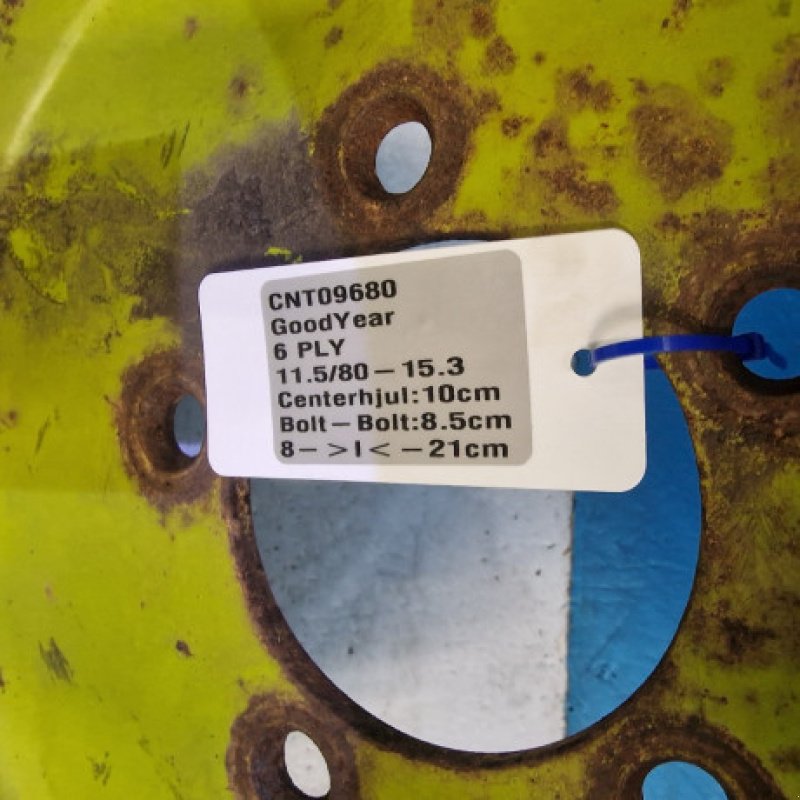 CNT09680
GoodYear
6 PLY
11.5/80 – 15.3
Centerhjul:10cm
Bolt – Bolt:8.5cm
8– >I< –21cm